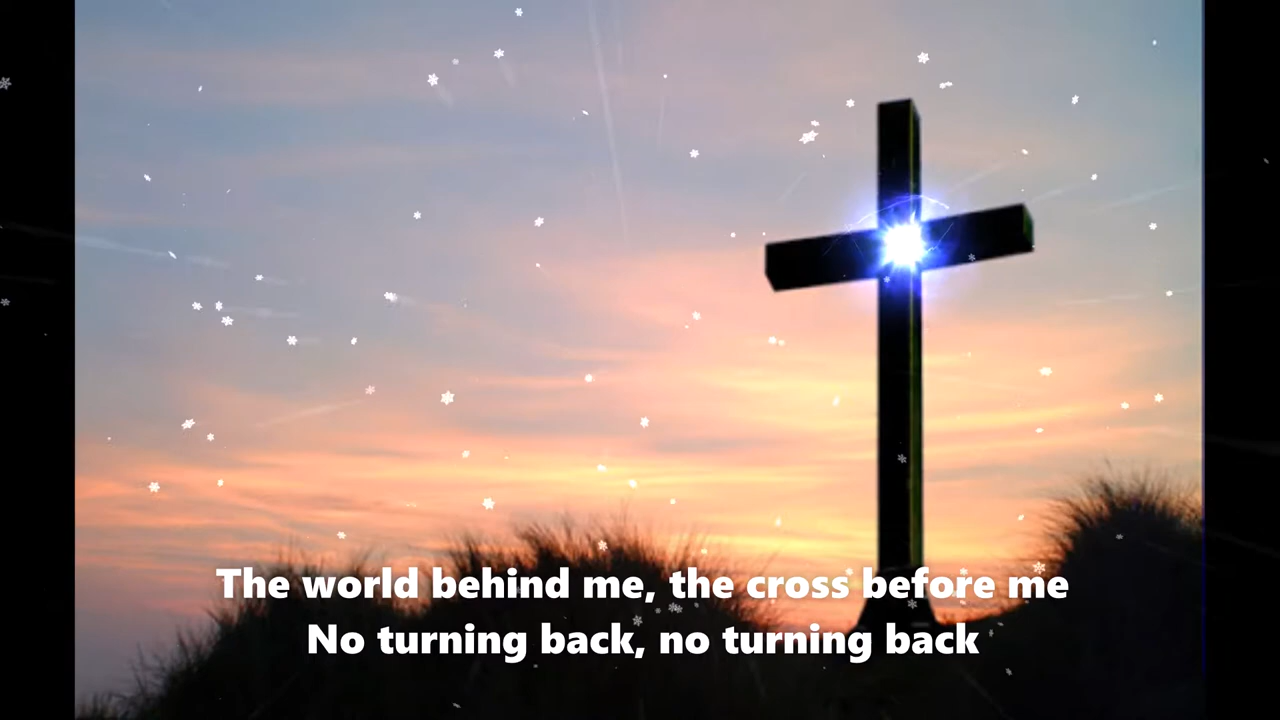 The world behind me, the cross before me
No turning back, no turning back